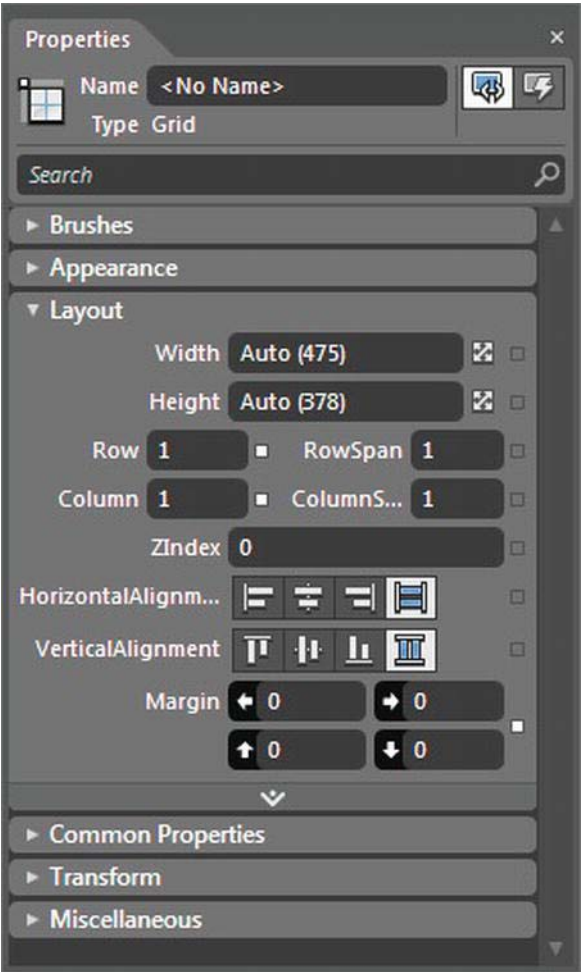 Properties
Name <No Name>
Type Grid
Search
Brushes
Appearance
Layout
Width Auto (475)
Height Auto (378)
Row 1 RowSpan 1
Column 1 ColumnS... 1
ZIndex 0
HorizontalAlignm...
VerticalAlignment
Margin 0 0
0 0
Common Properties
Transform
Miscellaneous